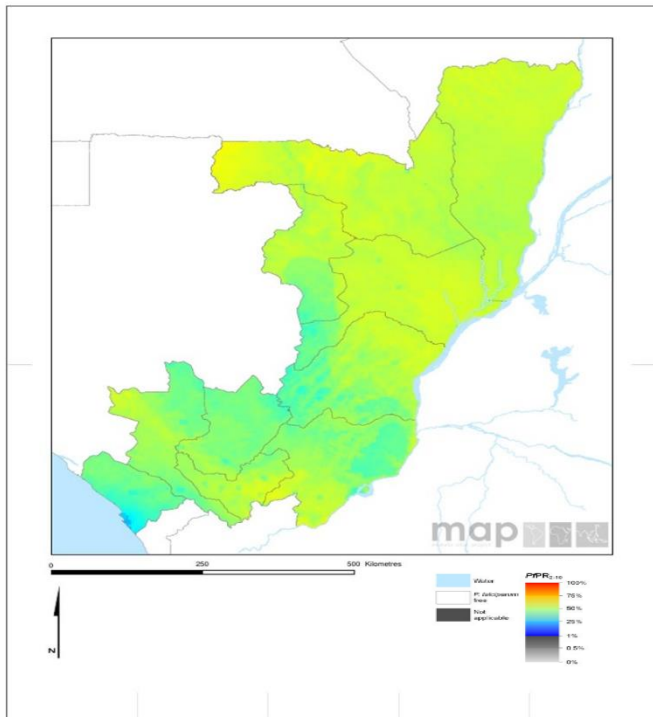 map
0 250 500 Kilometres
N
Water
P. falciparum
free
Not
applicable
PfPR2-10
100%
75%
50%
25%
1%
0.5%
0%